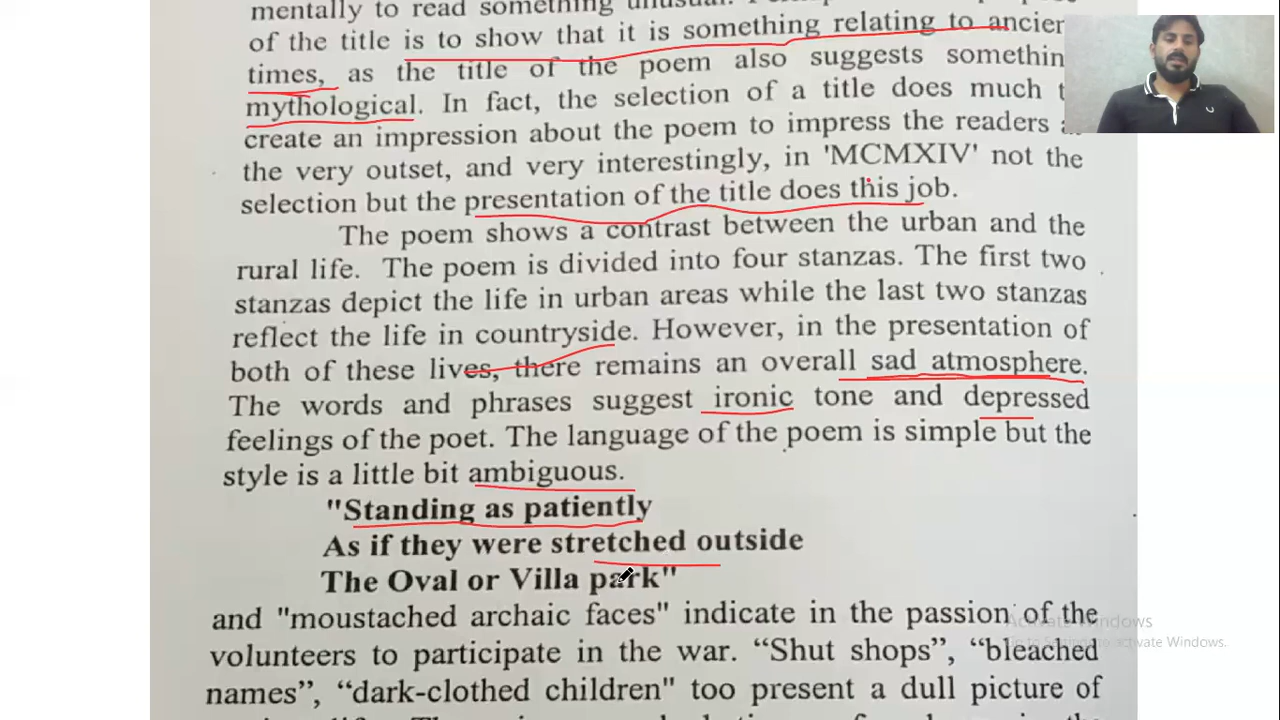 mentally to read something unusual.
of the title is to show that it is something relating to ancien
times, as the title of the poem also suggests somethin
mythological. In fact, the selection of a title does much
create an impression about the poem to impress the readers
the very outset, and very interestingly, in 'MCMXIV' not the
selection but the presentation of the title does this job.
The poem shows a contrast between the urban and the
rural life. The poem is divided into four stanzas. The first two
stanzas depict the life in urban areas while the last two stanzas
reflect the life in countryside. However, in the presentation of
both of these lives, there remains an overall sad atmosphere.
The words and phrases suggest ironic tone and depressed
feelings of the poet. The language of the poem is simple but the
style is a little bit ambiguous.
"Standing as patiently
As if they were stretched outside
The Oval or Villa park"
and "moustached archaic faces" indicate in the passion of the
volunteers to participate in the war. “Shut shops”, “bleached
names”, “dark-clothed children" too present a dull picture of
Activate Windows
Go to Settings to activate Windows.